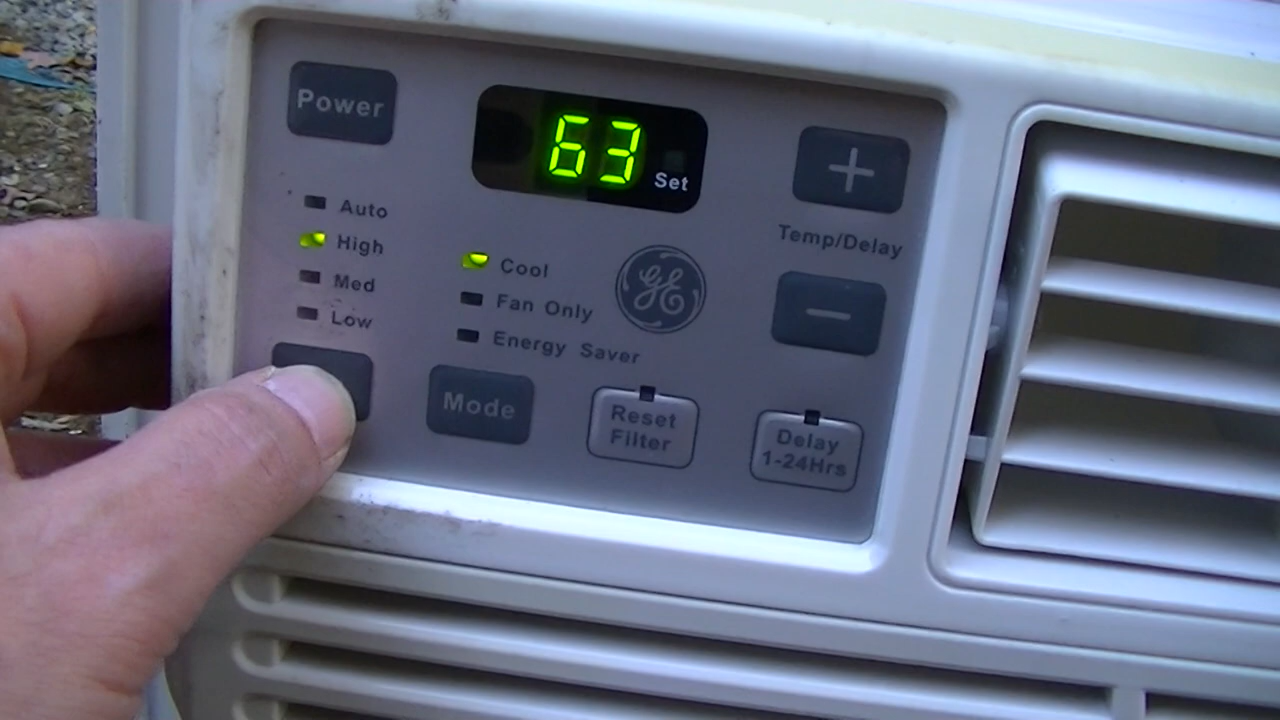 Power
63
Set
Auto
High
Med
Low
Cool
Fan Only
Energy Saver
GE
+
Temp/Delay
−
Mode
Reset
Filter
Delay
1-24Hrs